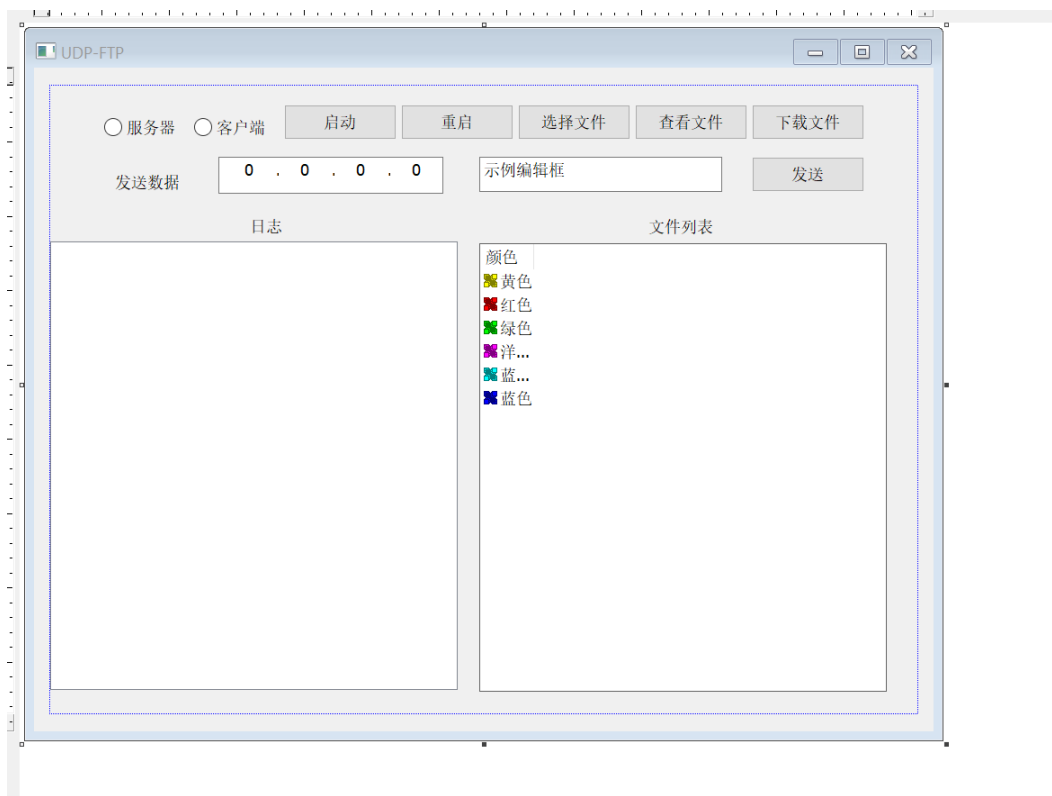 UDP-FTP
服务器 客户端 启动 重启 选择文件 查看文件 下载文件
发送数据 0 . 0 . 0 . 0 示例编辑框 发送
日志 文件列表
颜色
黄色
红色
绿色
洋...
蓝...
蓝色